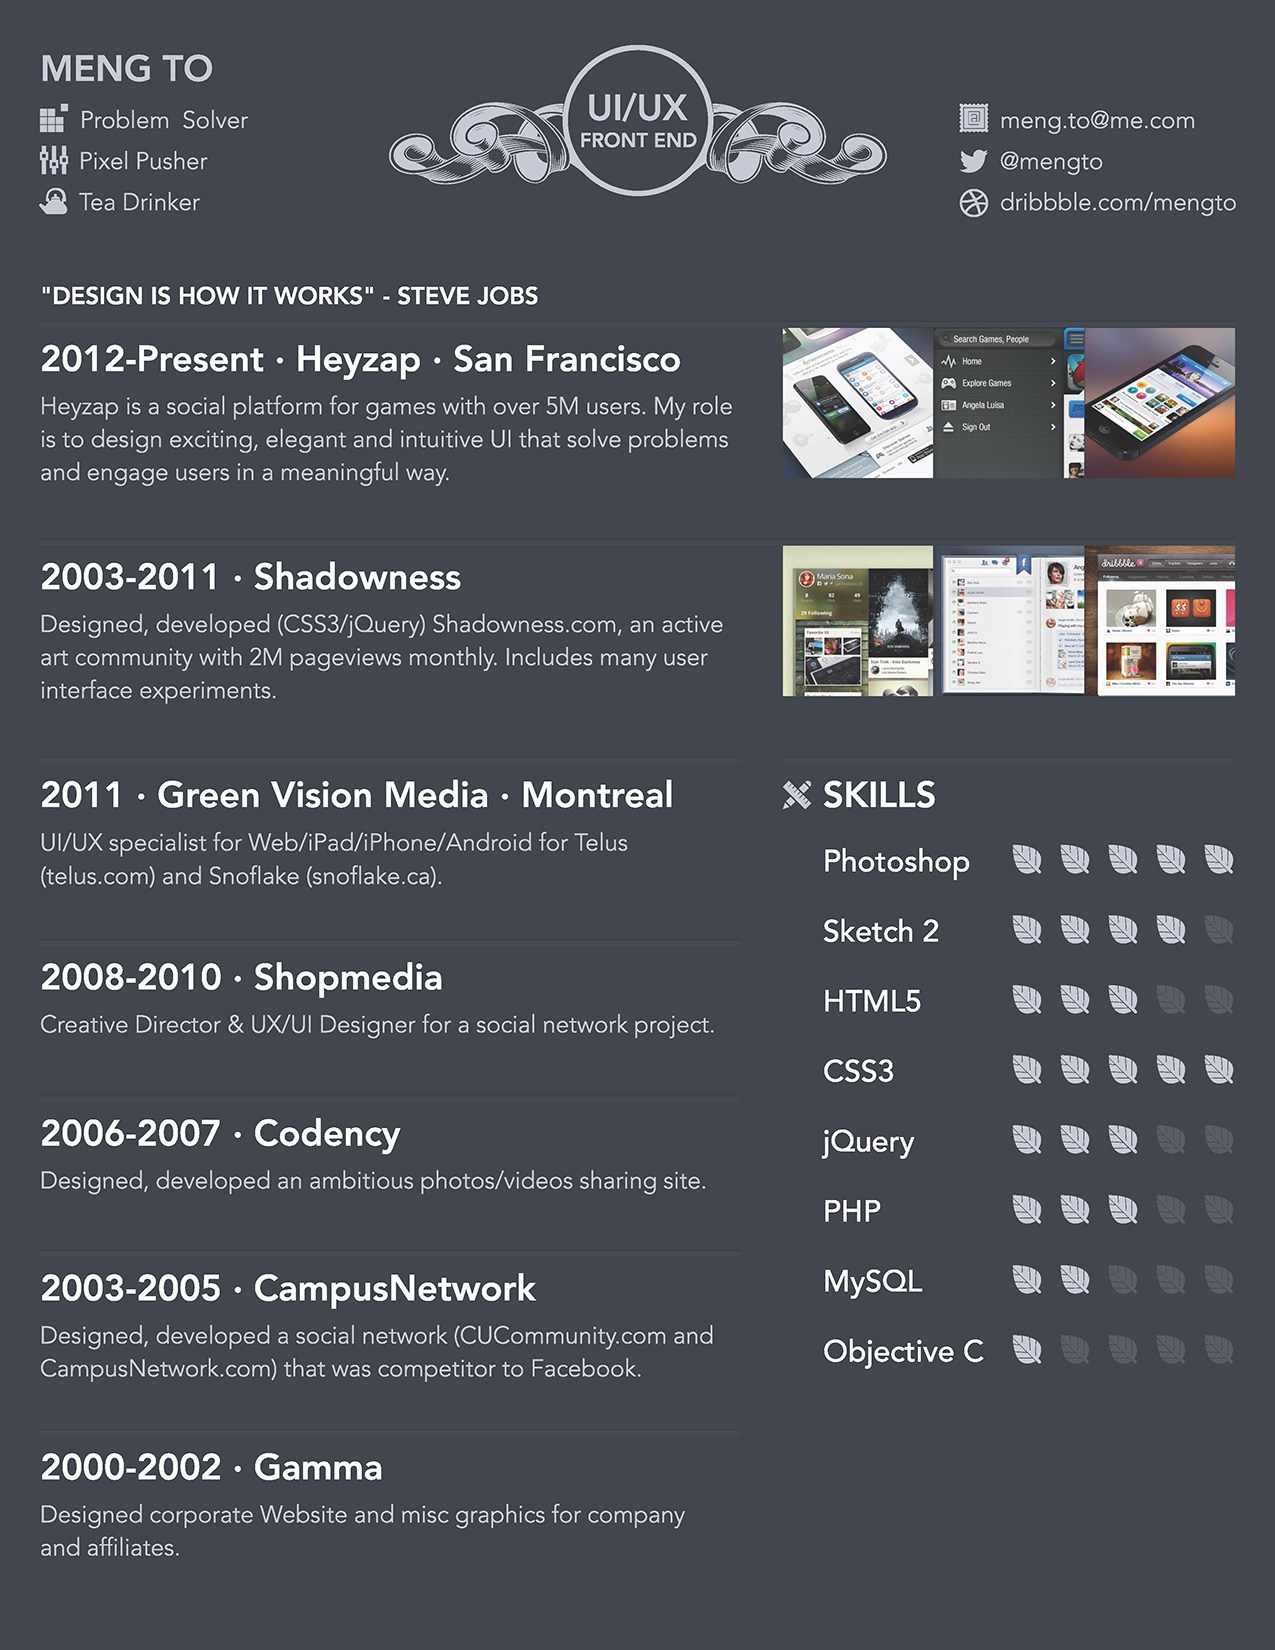 MENG TO
Problem Solver
Pixel Pusher
Tea Drinker
UI/UX
FRONT END
meng.to@me.com
@mengto
dribbble.com/mengto
"DESIGN IS HOW IT WORKS" - STEVE JOBS
2012-Present · Heyzap · San Francisco
Heyzap is a social platform for games with over 5M users. My role
is to design exciting, elegant and intuitive UI that solve problems
and engage users in a meaningful way.
Achievements
Search Games, People
Home
Explore Games
Angela Luisa
Sign Out
2003-2011 · Shadowness
Designed, developed (CSS3/jQuery) Shadowness.com, an active
art community with 2M pageviews monthly. Includes many user
interface experiments.
Maria Sona
29 Following
Favorite UI
Star Trek - Into Darkness
dribbble
2011 · Green Vision Media · Montreal
UI/UX specialist for Web/iPad/iPhone/Android for Telus
(telus.com) and Snoflake (snoflake.ca).
2008-2010 · Shopmedia
Creative Director & UX/UI Designer for a social network project.
2006-2007 · Codency
Designed, developed an ambitious photos/videos sharing site.
2003-2005 · CampusNetwork
Designed, developed a social network (CUCommunity.com and
CampusNetwork.com) that was competitor to Facebook.
2000-2002 · Gamma
Designed corporate Website and misc graphics for company
and affiliates.
SKILLS
Photoshop
Sketch 2
HTML5
CSS3
jQuery
PHP
MySQL
Objective C